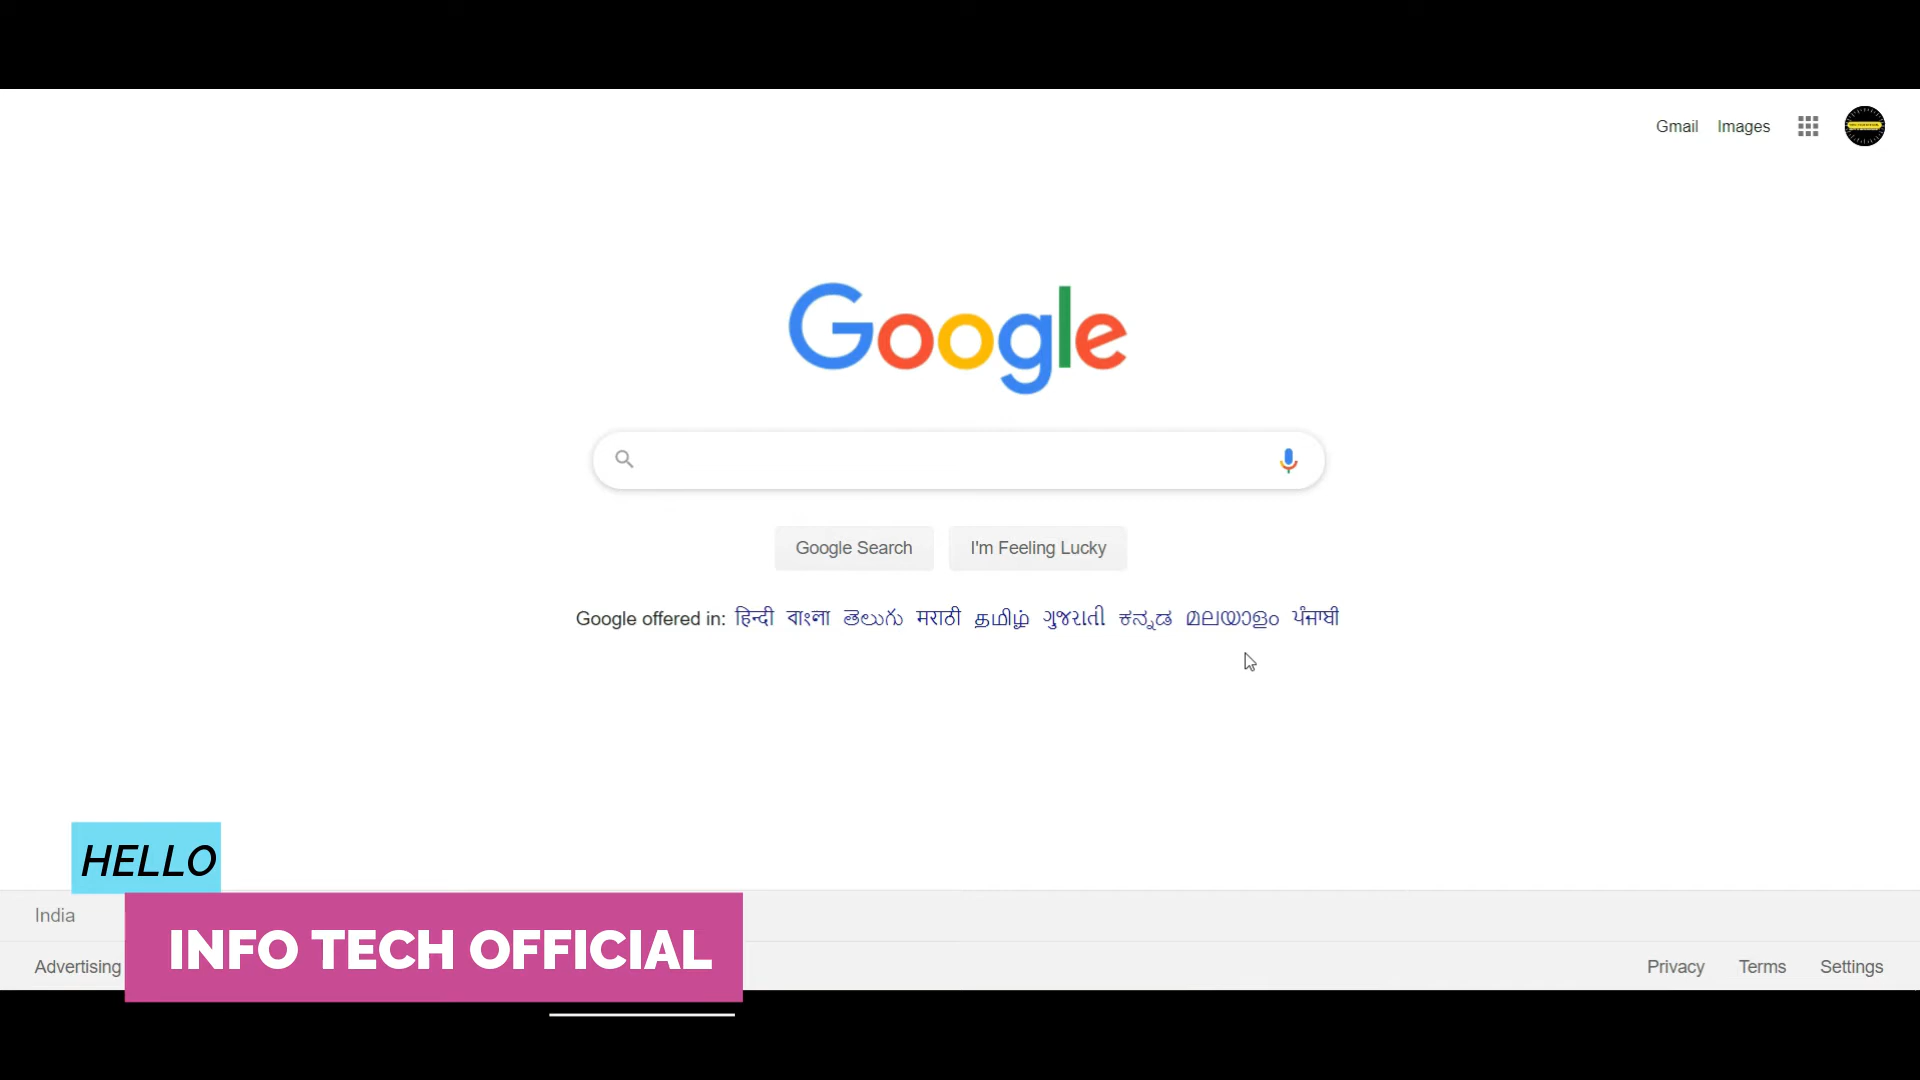 Gmail Images
Google
Google Search I'm Feeling Lucky
Google offered in: हिन्दी বাংলা తెలుగు मराठी தமிழ் ગુજરાતી ಕನ್ನಡ മലയാളം ਪੰਜਾਬੀ
HELLO
India
INFO TECH OFFICIAL
Advertising
Privacy Terms Settings